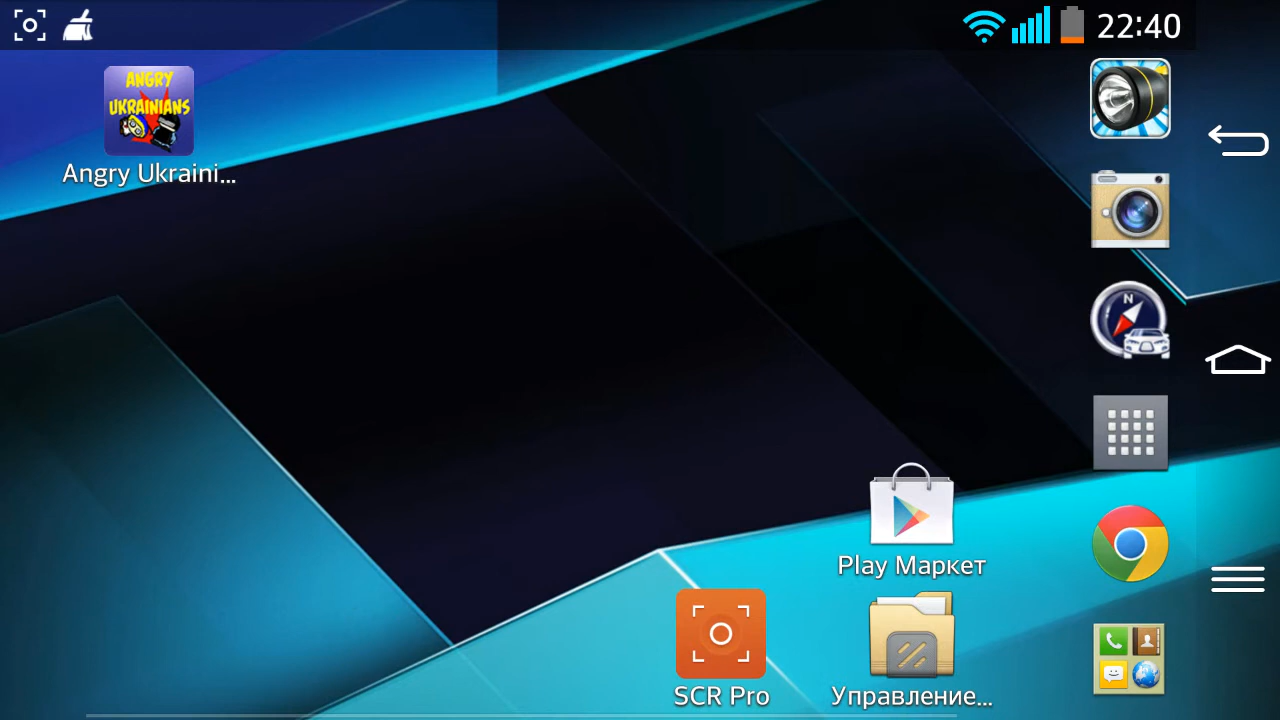 22:40
ANGRY
UKRAINIANS
Angry Ukraini...
N
Play Маркет
SCR Pro
Управление...